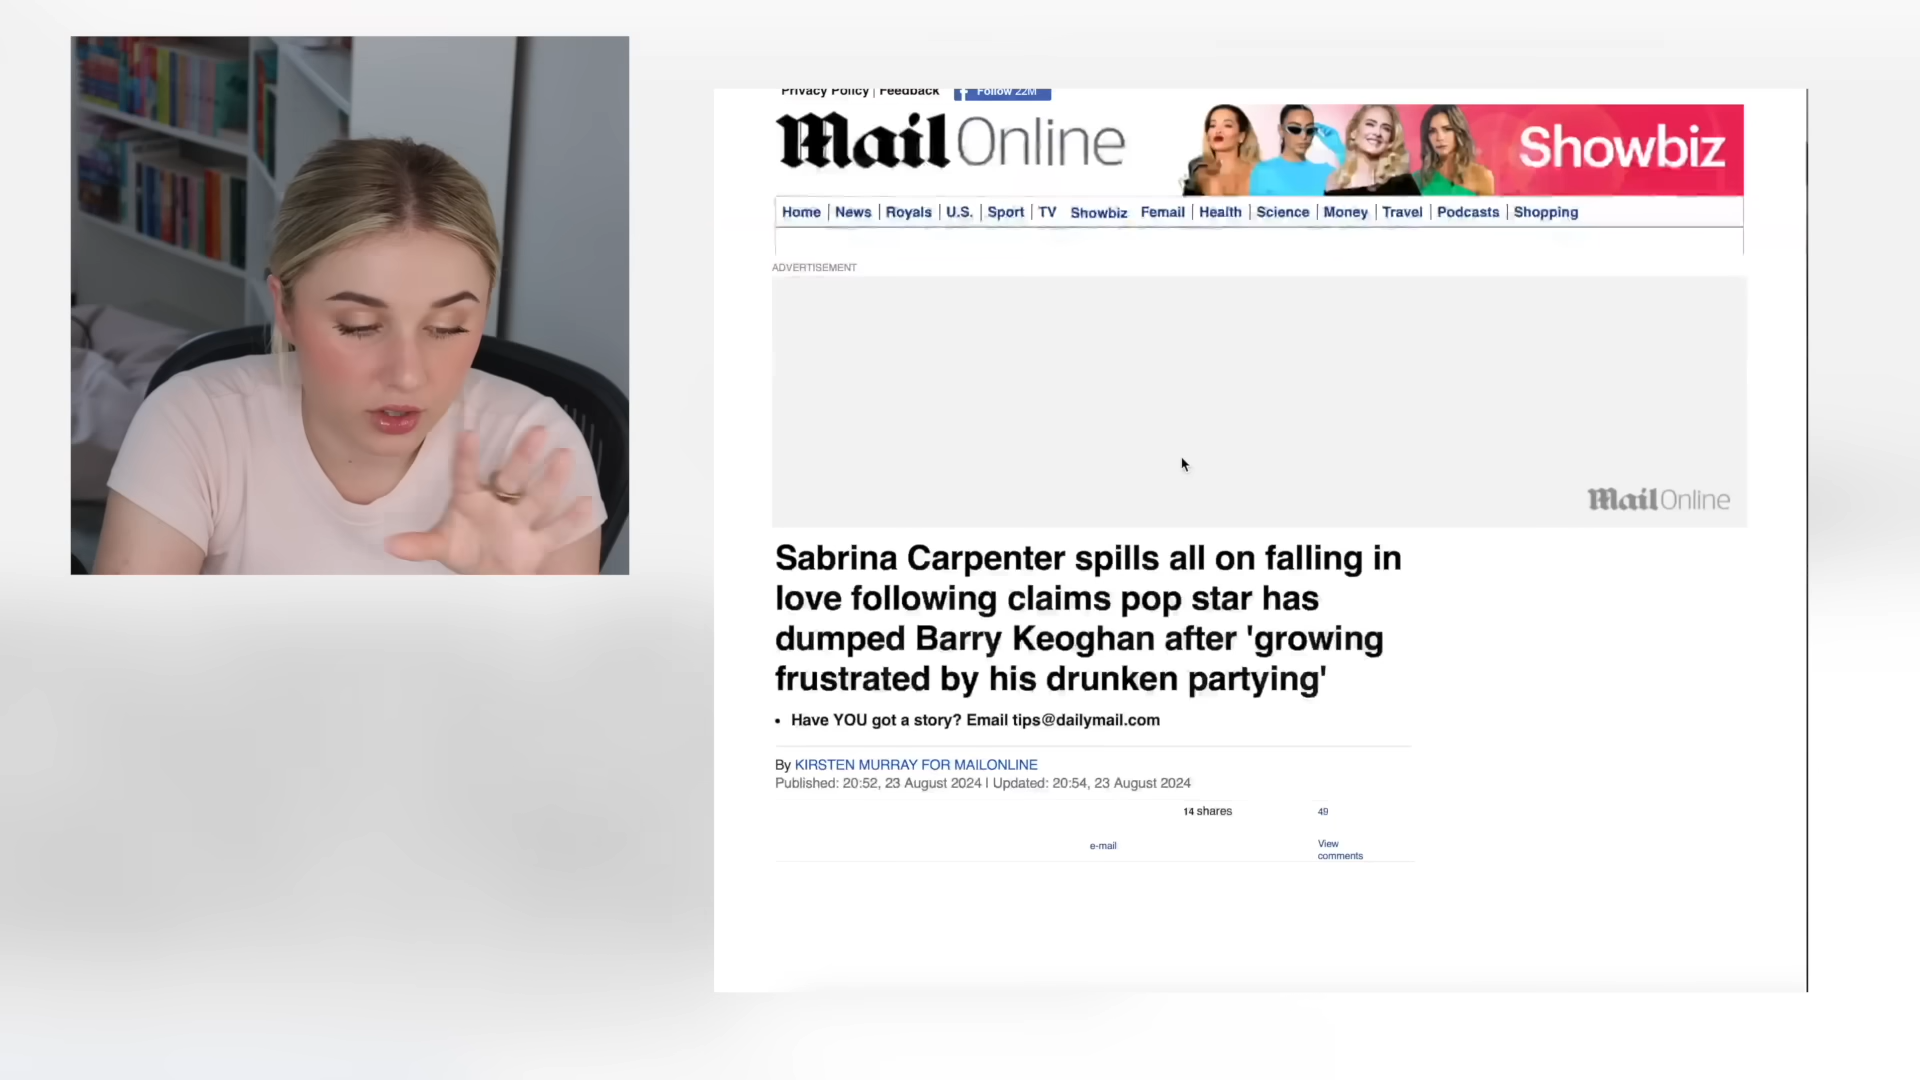 Privacy Policy | Feedback
Follow 22M
Mail Online
Showbiz
Home News Royals U.S. Sport TV Showbiz Femail Health Science Money Travel Podcasts Shopping
ADVERTISEMENT
Mail Online
Sabrina Carpenter spills all on falling in
love following claims pop star has
dumped Barry Keoghan after 'growing
frustrated by his drunken partying'
• Have YOU got a story? Email tips@dailymail.com
By KIRSTEN MURRAY FOR MAILONLINE
Published: 20:52, 23 August 2024 | Updated: 20:54, 23 August 2024
14 shares
49
e-mail
View
comments